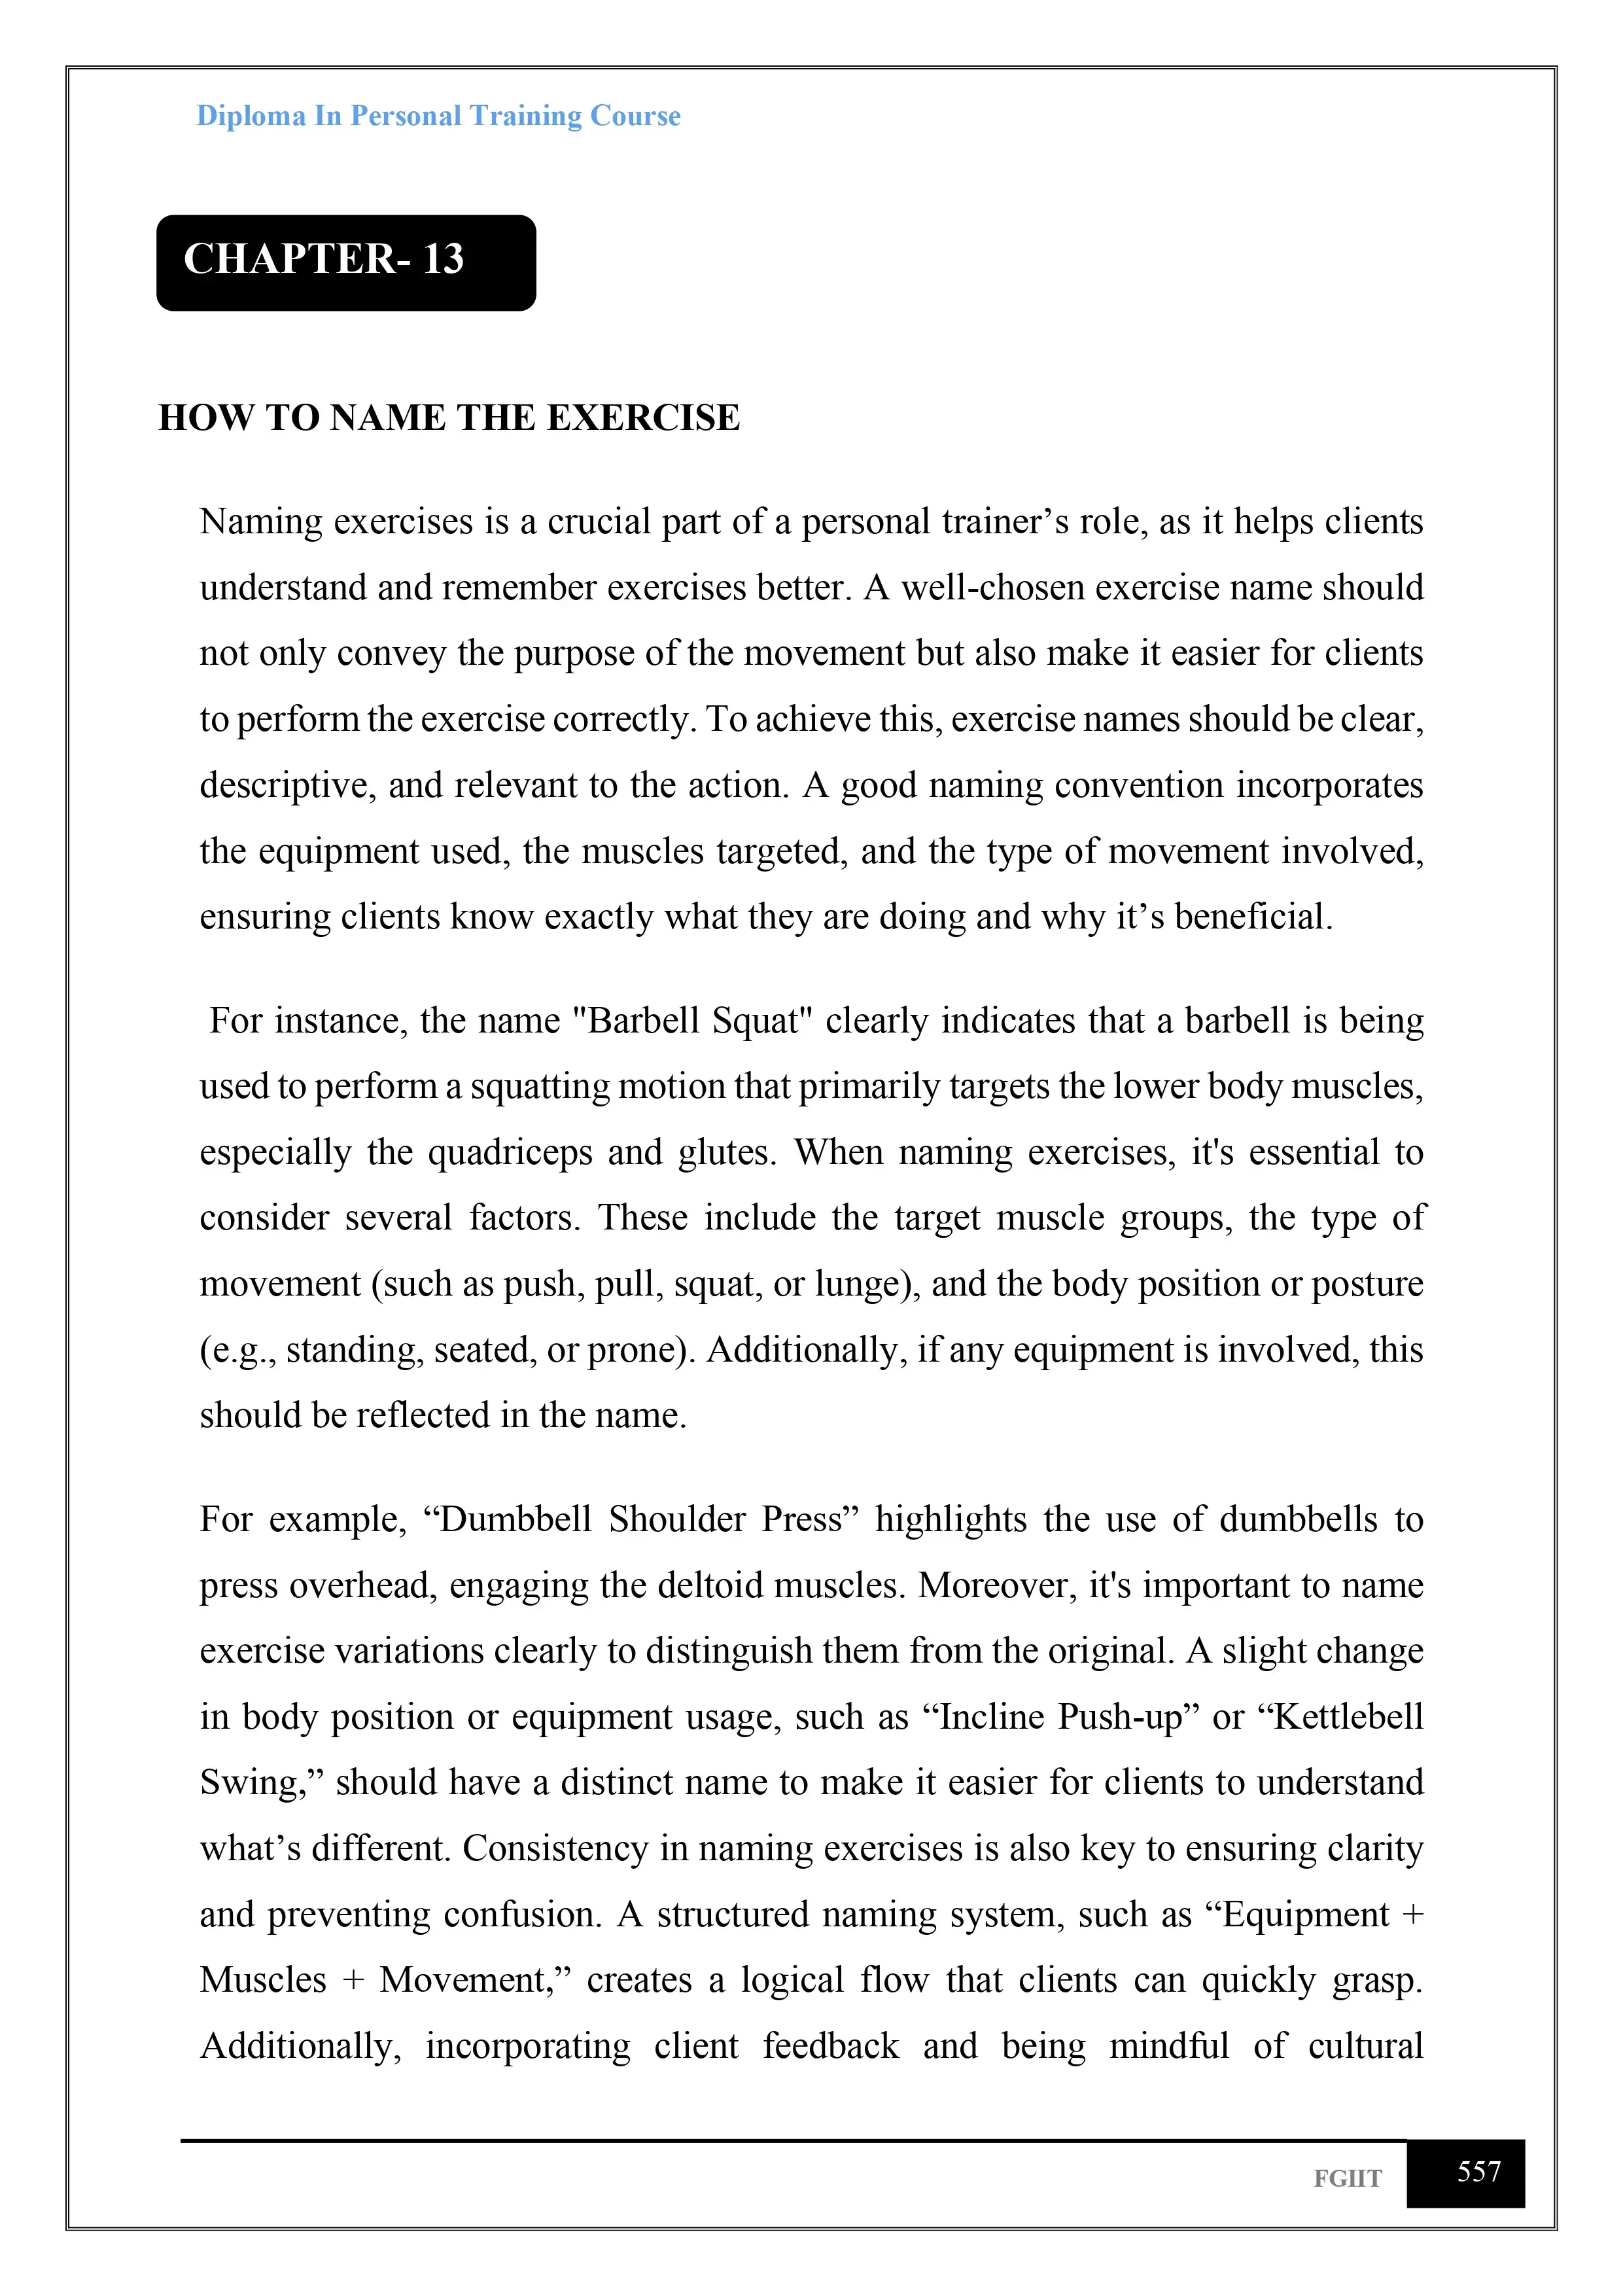 Diploma In Personal Training Course
CHAPTER- 13
HOW TO NAME THE EXERCISE
Naming exercises is a crucial part of a personal trainer’s role, as it helps clients
understand and remember exercises better. A well-chosen exercise name should
not only convey the purpose of the movement but also make it easier for clients
to perform the exercise correctly. To achieve this, exercise names should be clear,
descriptive, and relevant to the action. A good naming convention incorporates
the equipment used, the muscles targeted, and the type of movement involved,
ensuring clients know exactly what they are doing and why it’s beneficial.
For instance, the name "Barbell Squat" clearly indicates that a barbell is being
used to perform a squatting motion that primarily targets the lower body muscles,
especially the quadriceps and glutes. When naming exercises, it's essential to
consider several factors. These include the target muscle groups, the type of
movement (such as push, pull, squat, or lunge), and the body position or posture
(e.g., standing, seated, or prone). Additionally, if any equipment is involved, this
should be reflected in the name.
For example, “Dumbbell Shoulder Press” highlights the use of dumbbells to
press overhead, engaging the deltoid muscles. Moreover, it's important to name
exercise variations clearly to distinguish them from the original. A slight change
in body position or equipment usage, such as “Incline Push-up” or “Kettlebell
Swing,” should have a distinct name to make it easier for clients to understand
what’s different. Consistency in naming exercises is also key to ensuring clarity
and preventing confusion. A structured naming system, such as “Equipment +
Muscles + Movement,” creates a logical flow that clients can quickly grasp.
Additionally, incorporating client feedback and being mindful of cultural
FGIIT
557